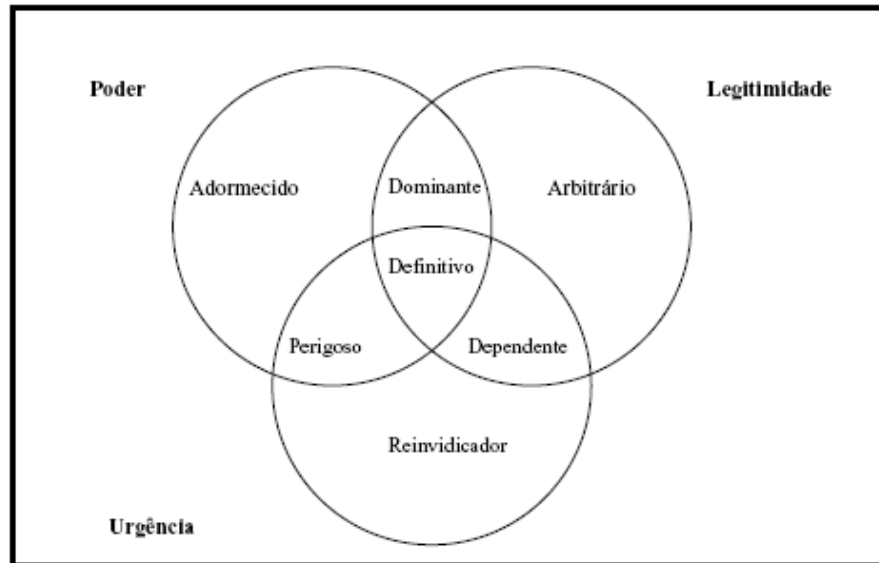 Poder
Legitimidade
Adormecido
Dominante
Arbitrário
Definitivo
Perigoso
Dependente
Reinvidicador
Urgência